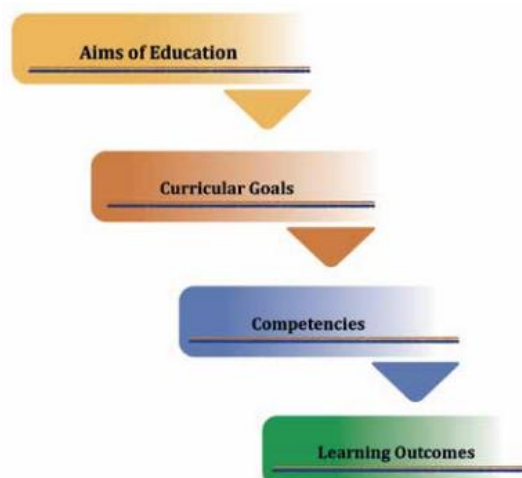 Aims of Education
Curricular Goals
Competencies
Learning Outcomes